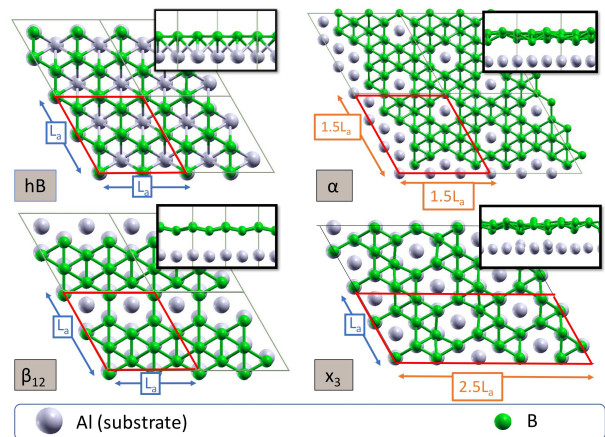 Lₐ
hB
Lₐ
1.5Lₐ
α
1.5Lₐ
Lₐ
β₁₂
Lₐ
Lₐ
x₃
2.5Lₐ
Al (substrate)
B